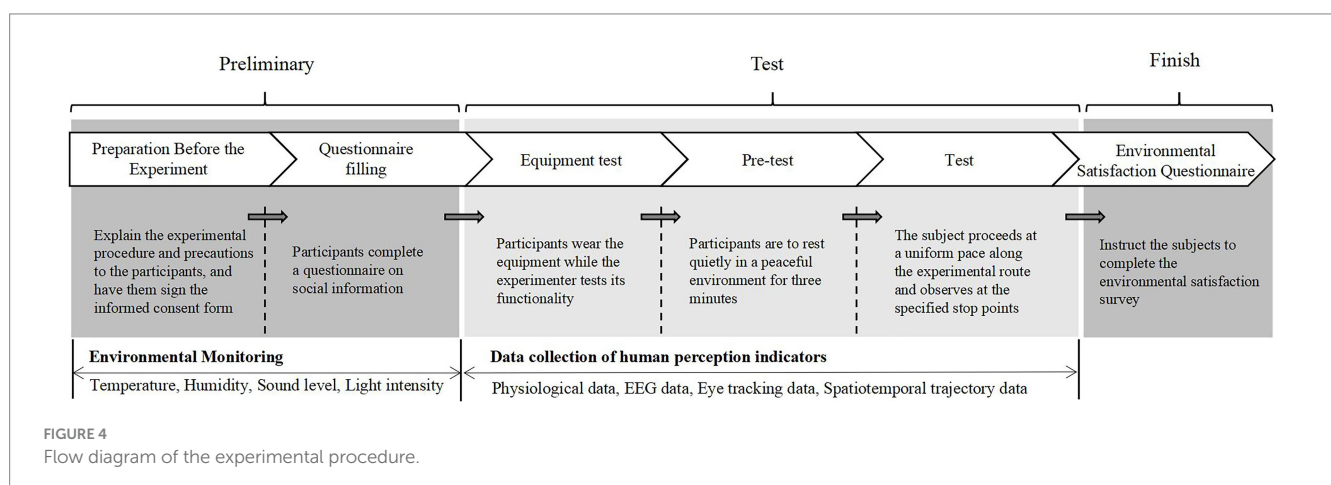 Preliminary
Test
Finish
Preparation Before the
Experiment
Questionnaire
filling
Equipment test
Pre-test
Test
Environmental
Satisfaction Questionnaire
Explain the experimental
procedure and precautions
to the participants, and
have them sign the
informed consent form
Participants complete
a questionnaire on
social information
Participants wear the
equipment while the
experimenter tests its
functionality
Participants are to rest
quietly in a peaceful
environment for three
minutes
The subject proceeds at
a uniform pace along
the experimental route
and observes at the
specified stop points
Instruct the subjects to
complete the
environmental satisfaction
survey
Environmental Monitoring
Temperature, Humidity, Sound level, Light intensity
Data collection of human perception indicators
Physiological data, EEG data, Eye tracking data, Spatiotemporal trajectory data
FIGURE 4
Flow diagram of the experimental procedure.